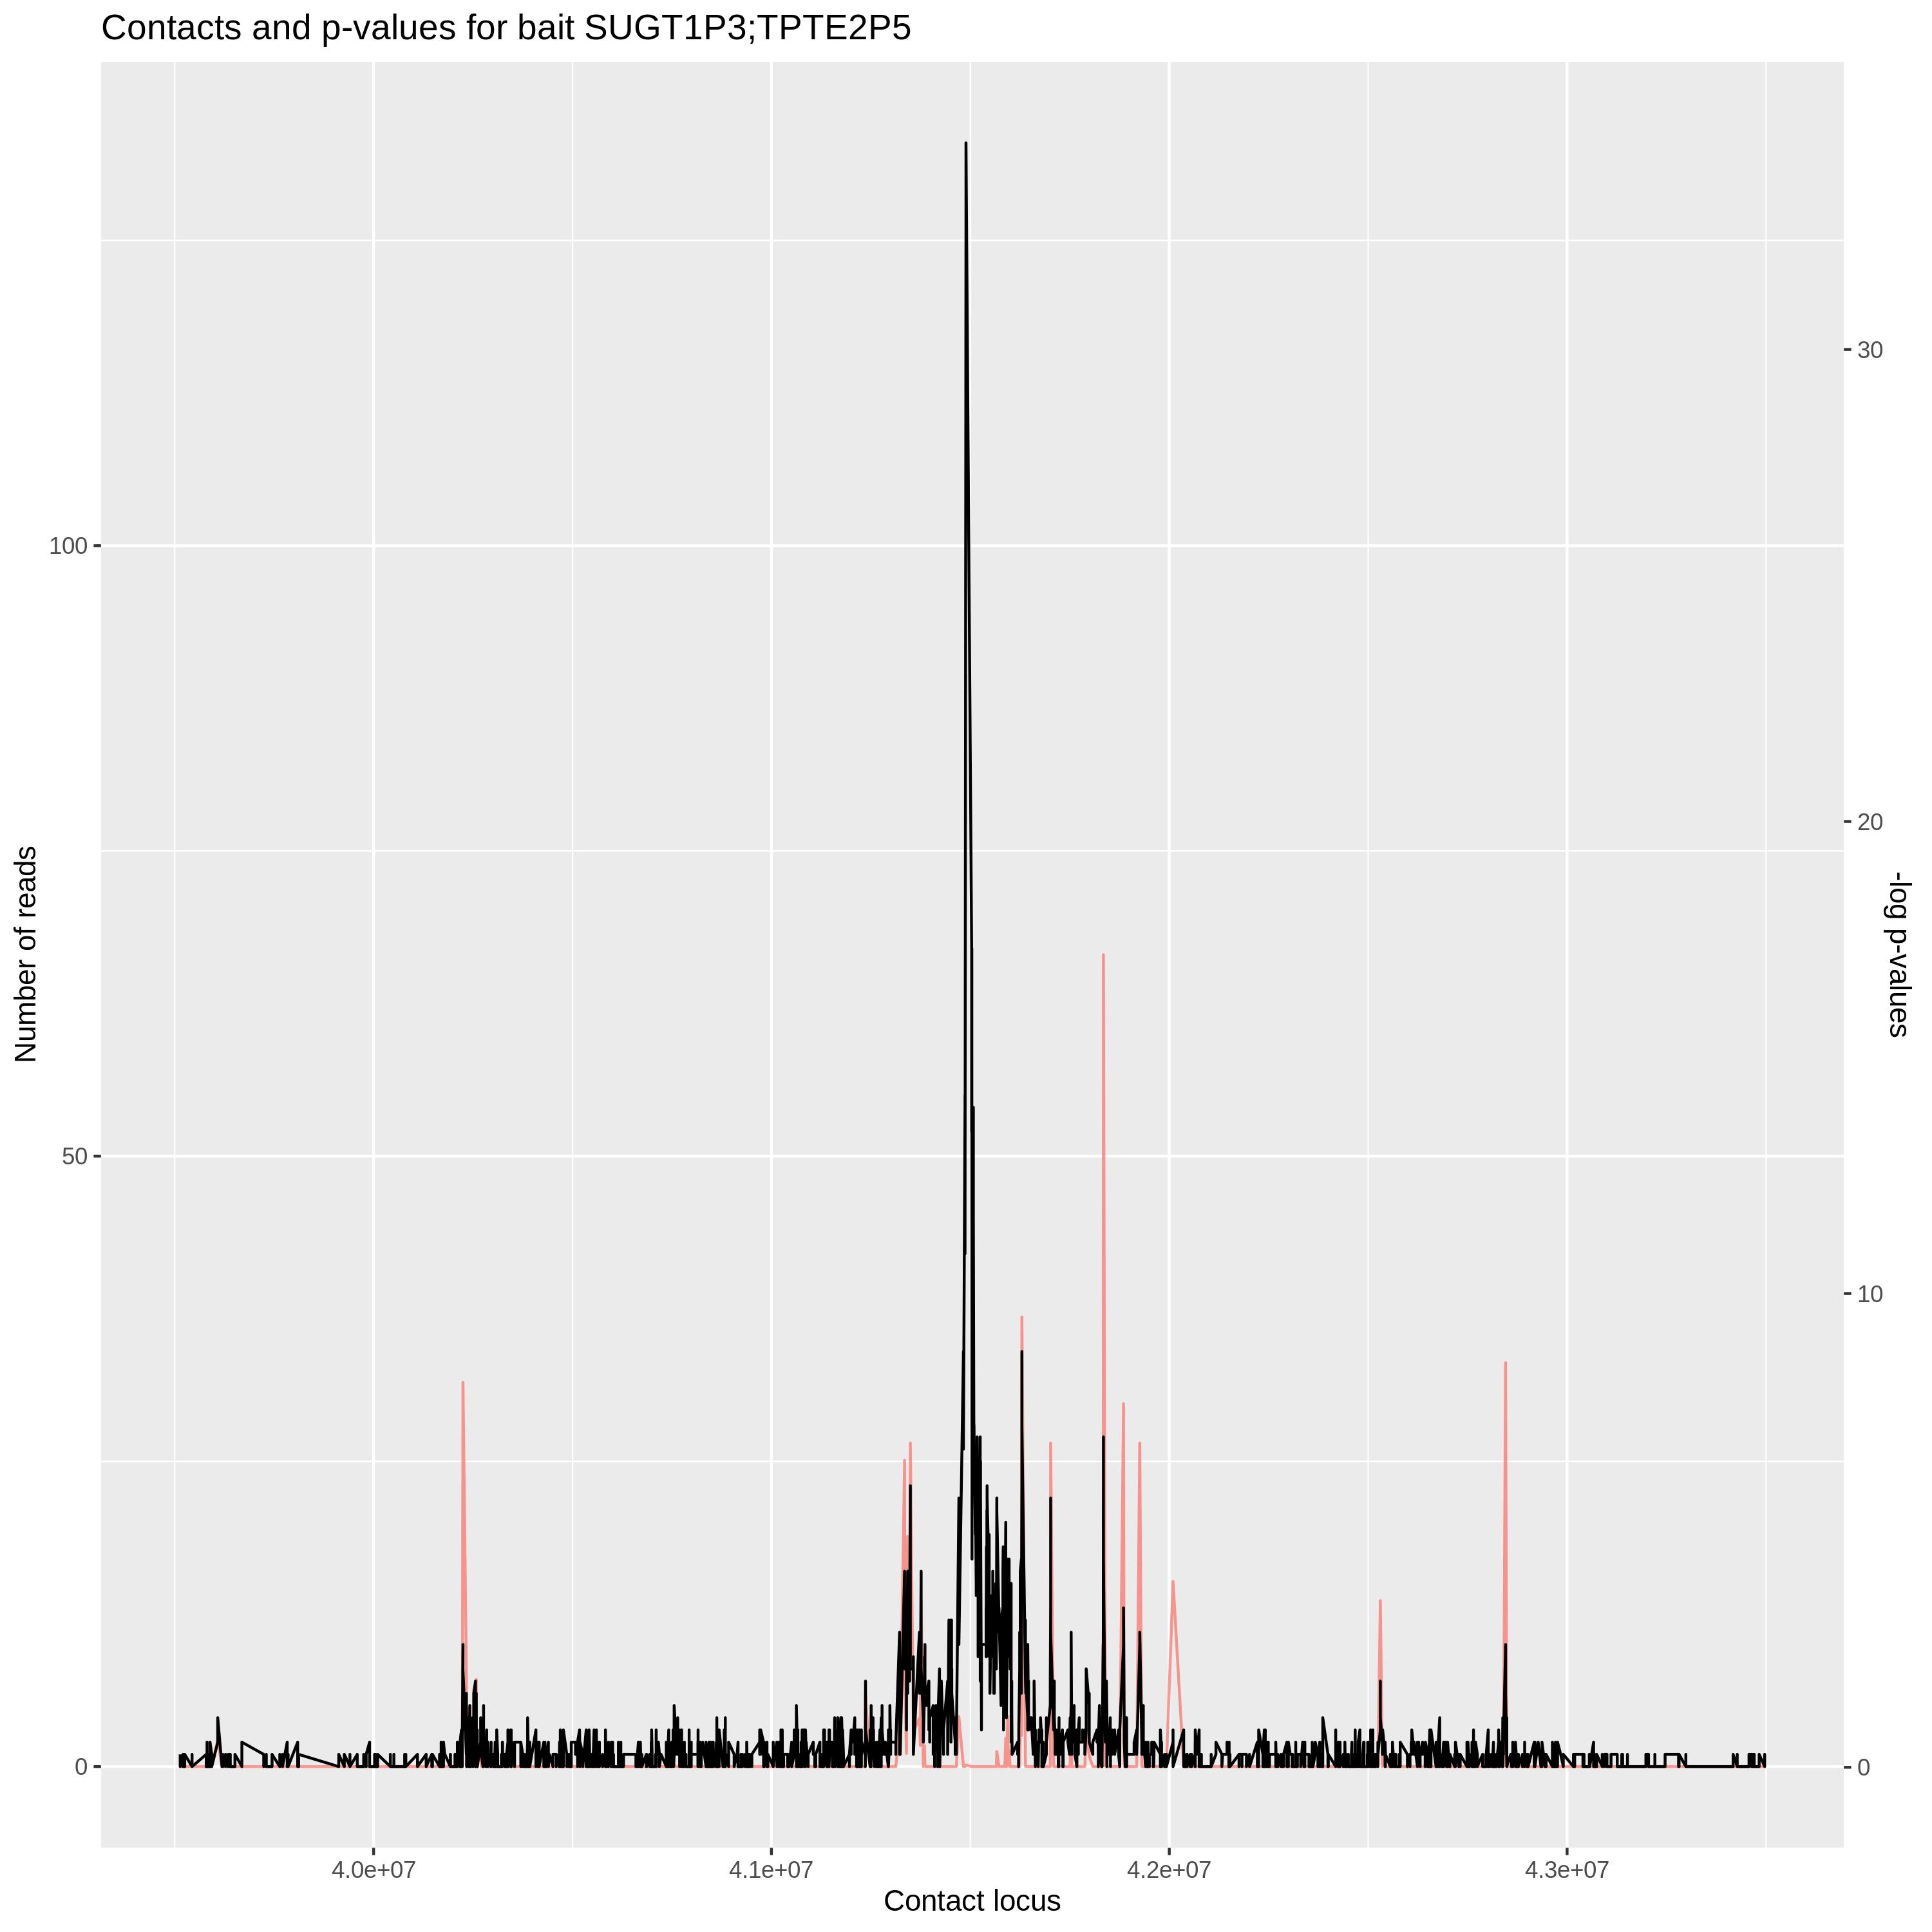 Contacts and p-values for bait SUGT1P3;TPTE2P5
Number of reads
100
50
0
30
20
10
0
-log p-values
4.0e+07 4.1e+07 4.2e+07 4.3e+07
Contact locus